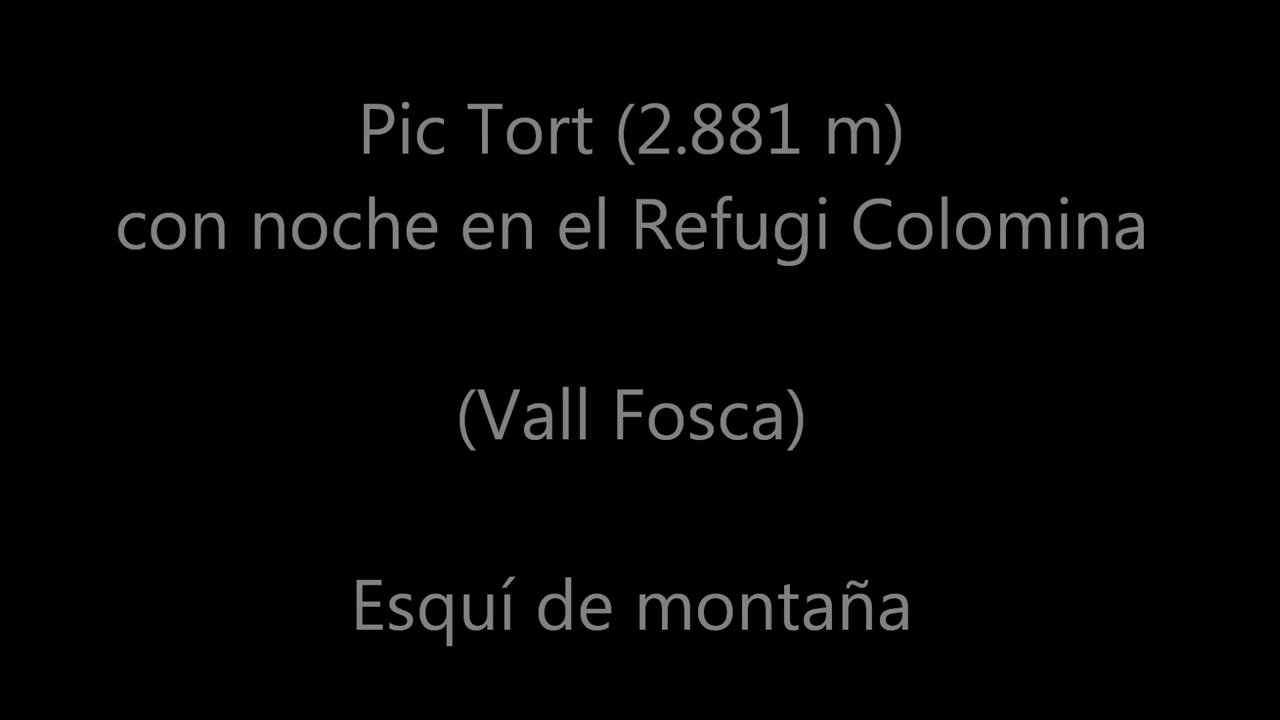 Pic Tort (2.881 m)
con noche en el Refugi Colomina
(Vall Fosca)
Esquí de montaña